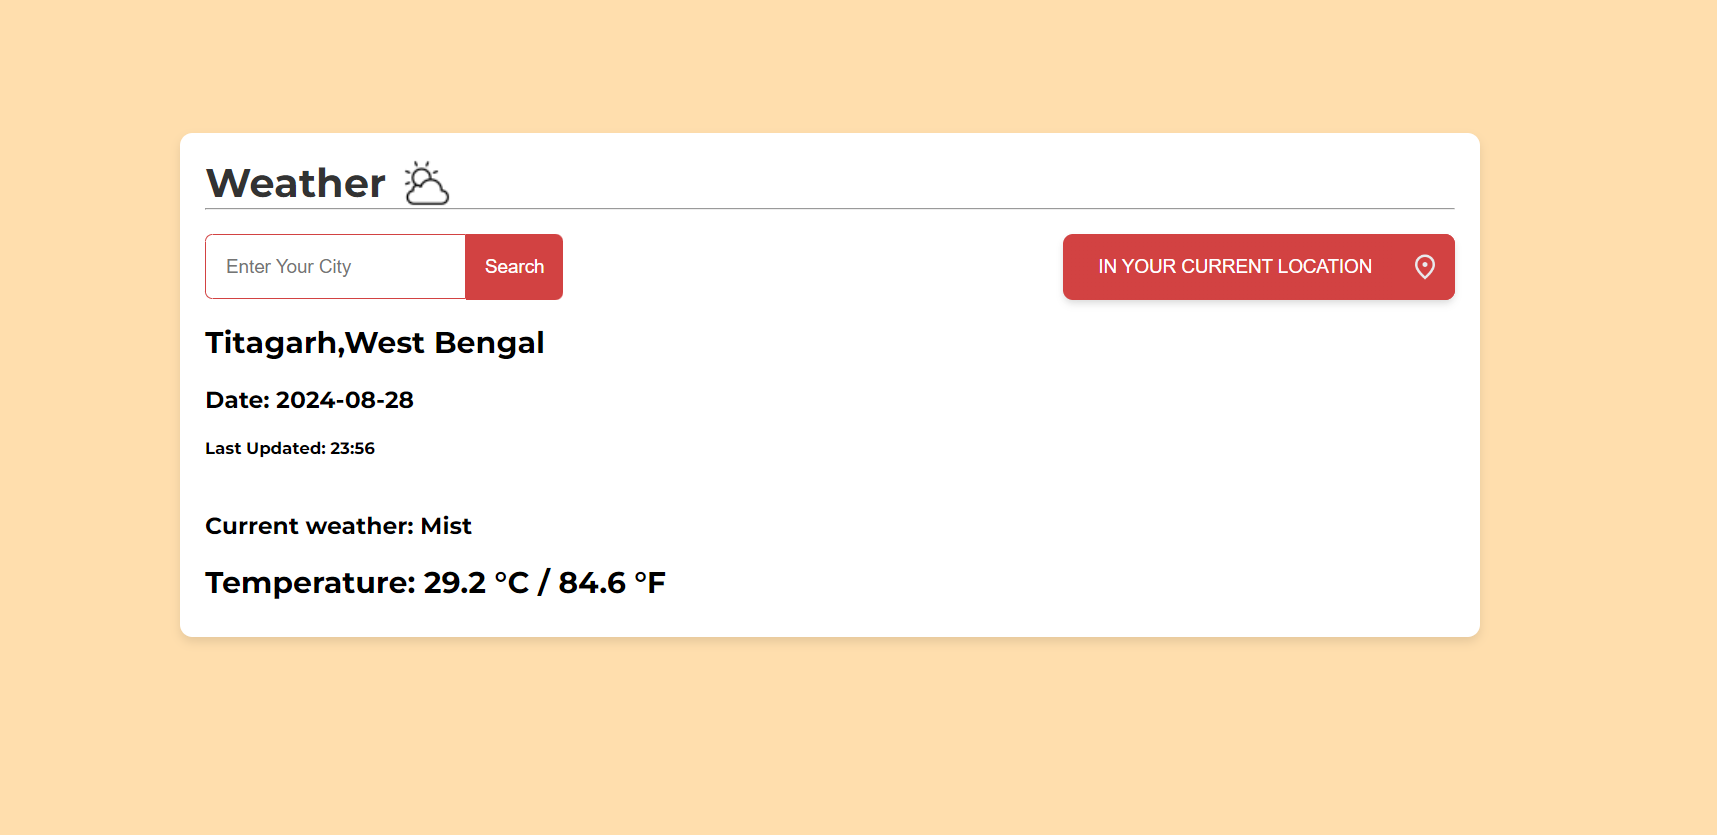 Weather
Enter Your City Search IN YOUR CURRENT LOCATION
Titagarh,West Bengal
Date: 2024-08-28
Last Updated: 23:56
Current weather: Mist
Temperature: 29.2 °C / 84.6 °F